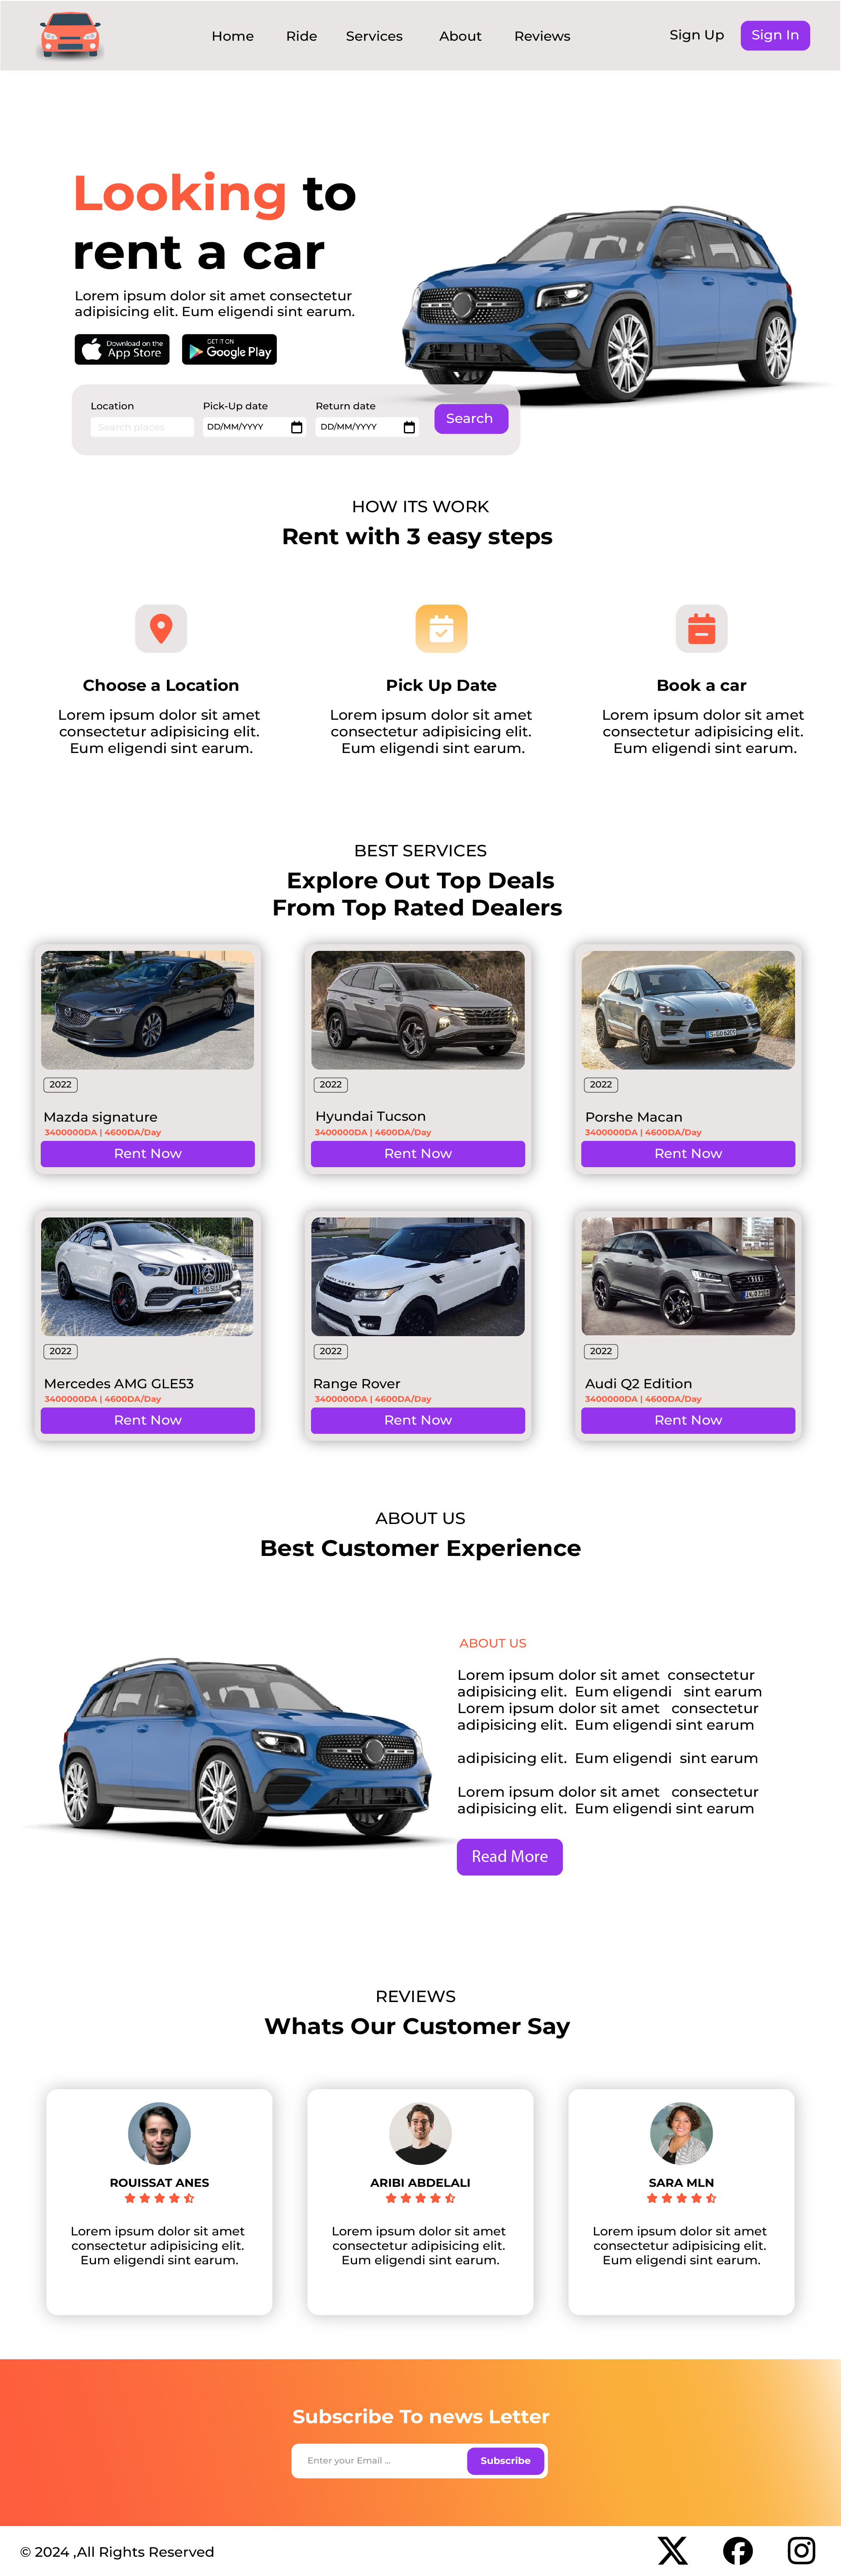 Home Ride Services About Reviews Sign Up Sign In
Looking to
rent a car
Lorem ipsum dolor sit amet consectetur
adipisicing elit. Eum eligendi sint earum.
Download on the
App Store
GET IT ON
Google Play
Location Pick-Up date Return date
Search places DD/MM/YYYY DD/MM/YYYY Search
HOW ITS WORK
Rent with 3 easy steps
Choose a Location
Lorem ipsum dolor sit amet
consectetur adipisicing elit.
Eum eligendi sint earum.
Pick Up Date
Lorem ipsum dolor sit amet
consectetur adipisicing elit.
Eum eligendi sint earum.
Book a car
Lorem ipsum dolor sit amet
consectetur adipisicing elit.
Eum eligendi sint earum.
BEST SERVICES
Explore Out Top Deals
From Top Rated Dealers
2022
Mazda signature
3400000DA | 4600DA/Day
Rent Now
2022
Hyundai Tucson
3400000DA | 4600DA/Day
Rent Now
2022
Porshe Macan
3400000DA | 4600DA/Day
Rent Now
2022
Mercedes AMG GLE53
3400000DA | 4600DA/Day
Rent Now
2022
Range Rover
3400000DA | 4600DA/Day
Rent Now
2022
Audi Q2 Edition
3400000DA | 4600DA/Day
Rent Now
ABOUT US
Best Customer Experience
ABOUT US
Lorem ipsum dolor sit amet consectetur
adipisicing elit. Eum eligendi sint earum
Lorem ipsum dolor sit amet consectetur
adipisicing elit. Eum eligendi sint earum
adipisicing elit. Eum eligendi sint earum
Lorem ipsum dolor sit amet consectetur
adipisicing elit. Eum eligendi sint earum
Read More
REVIEWS
Whats Our Customer Say
ROUISSAT ANES
Lorem ipsum dolor sit amet
consectetur adipisicing elit.
Eum eligendi sint earum.
ARIBI ABDELALI
Lorem ipsum dolor sit amet
consectetur adipisicing elit.
Eum eligendi sint earum.
SARA MLN
Lorem ipsum dolor sit amet
consectetur adipisicing elit.
Eum eligendi sint earum.
Subscribe To news Letter
Enter your Email ... Subscribe
© 2024 ,All Rights Reserved